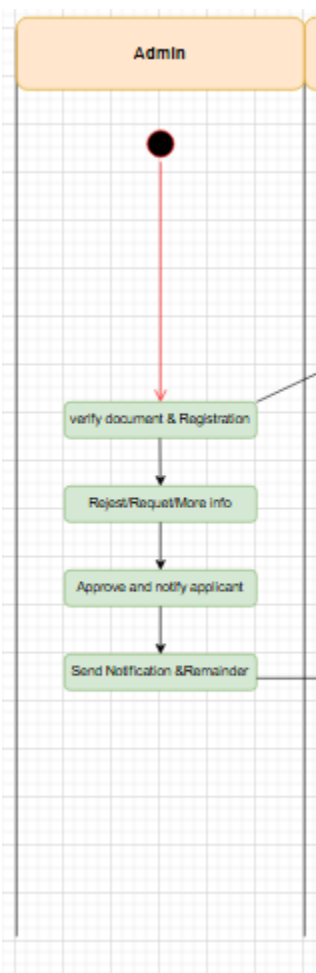 Admin
verify document & Registration
Rejest/Requet/More info
Approve and notify applicant
Send Notification &Remainder